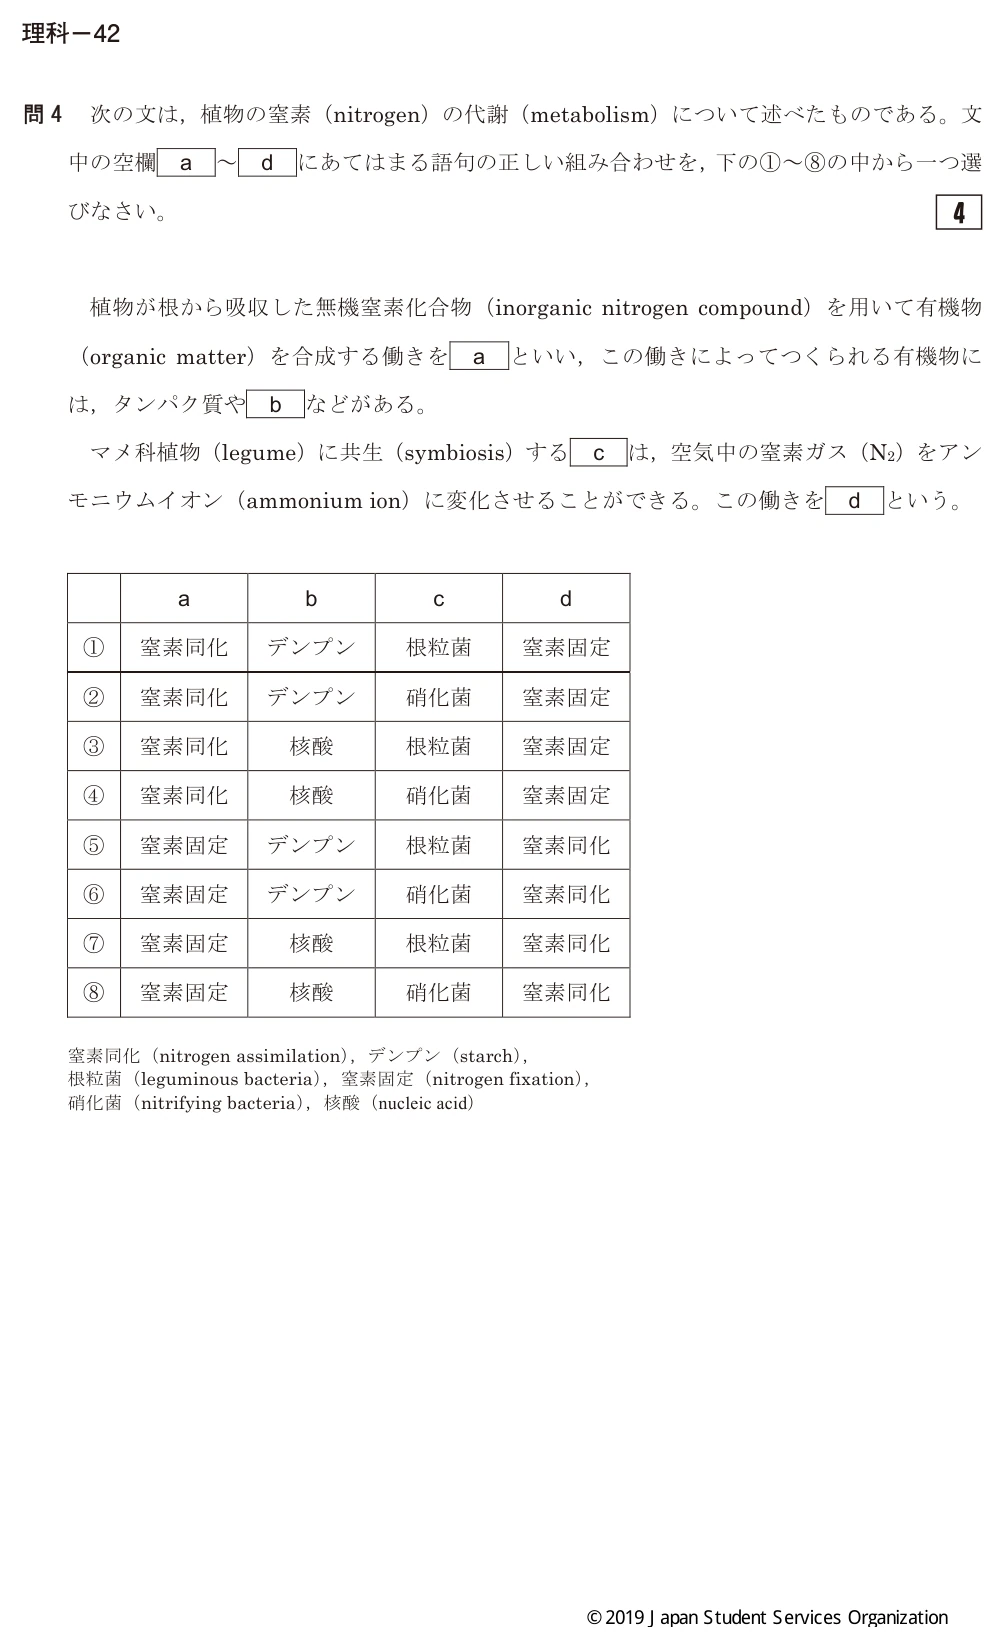 理科－42
問4　次の文は，植物の窒素（nitrogen）の代謝（metabolism）について述べたものである。文
中の空欄 a ～ d にあてはまる語句の正しい組み合わせを，下の①～⑧の中から一つ選
びなさい。 4
植物が根から吸収した無機窒素化合物（inorganic nitrogen compound）を用いて有機物
（organic matter）を合成する働きを a といい，この働きによってつくられる有機物に
は，タンパク質や b などがある。
マメ科植物（legume）に共生（symbiosis）する c は，空気中の窒素ガス（N₂）をアン
モニウムイオン（ammonium ion）に変化させることができる。この働きを d という。
a b c d
① 窒素同化 デンプン 根粒菌 窒素固定
② 窒素同化 デンプン 硝化菌 窒素固定
③ 窒素同化 核酸 根粒菌 窒素固定
④ 窒素同化 核酸 硝化菌 窒素固定
⑤ 窒素固定 デンプン 根粒菌 窒素同化
⑥ 窒素固定 デンプン 硝化菌 窒素同化
⑦ 窒素固定 核酸 根粒菌 窒素同化
⑧ 窒素固定 核酸 硝化菌 窒素同化
窒素同化（nitrogen assimilation），デンプン（starch），
根粒菌（leguminous bacteria），窒素固定（nitrogen fixation），
硝化菌（nitrifying bacteria），核酸（nucleic acid）
© 2019 Japan Student Services Organization